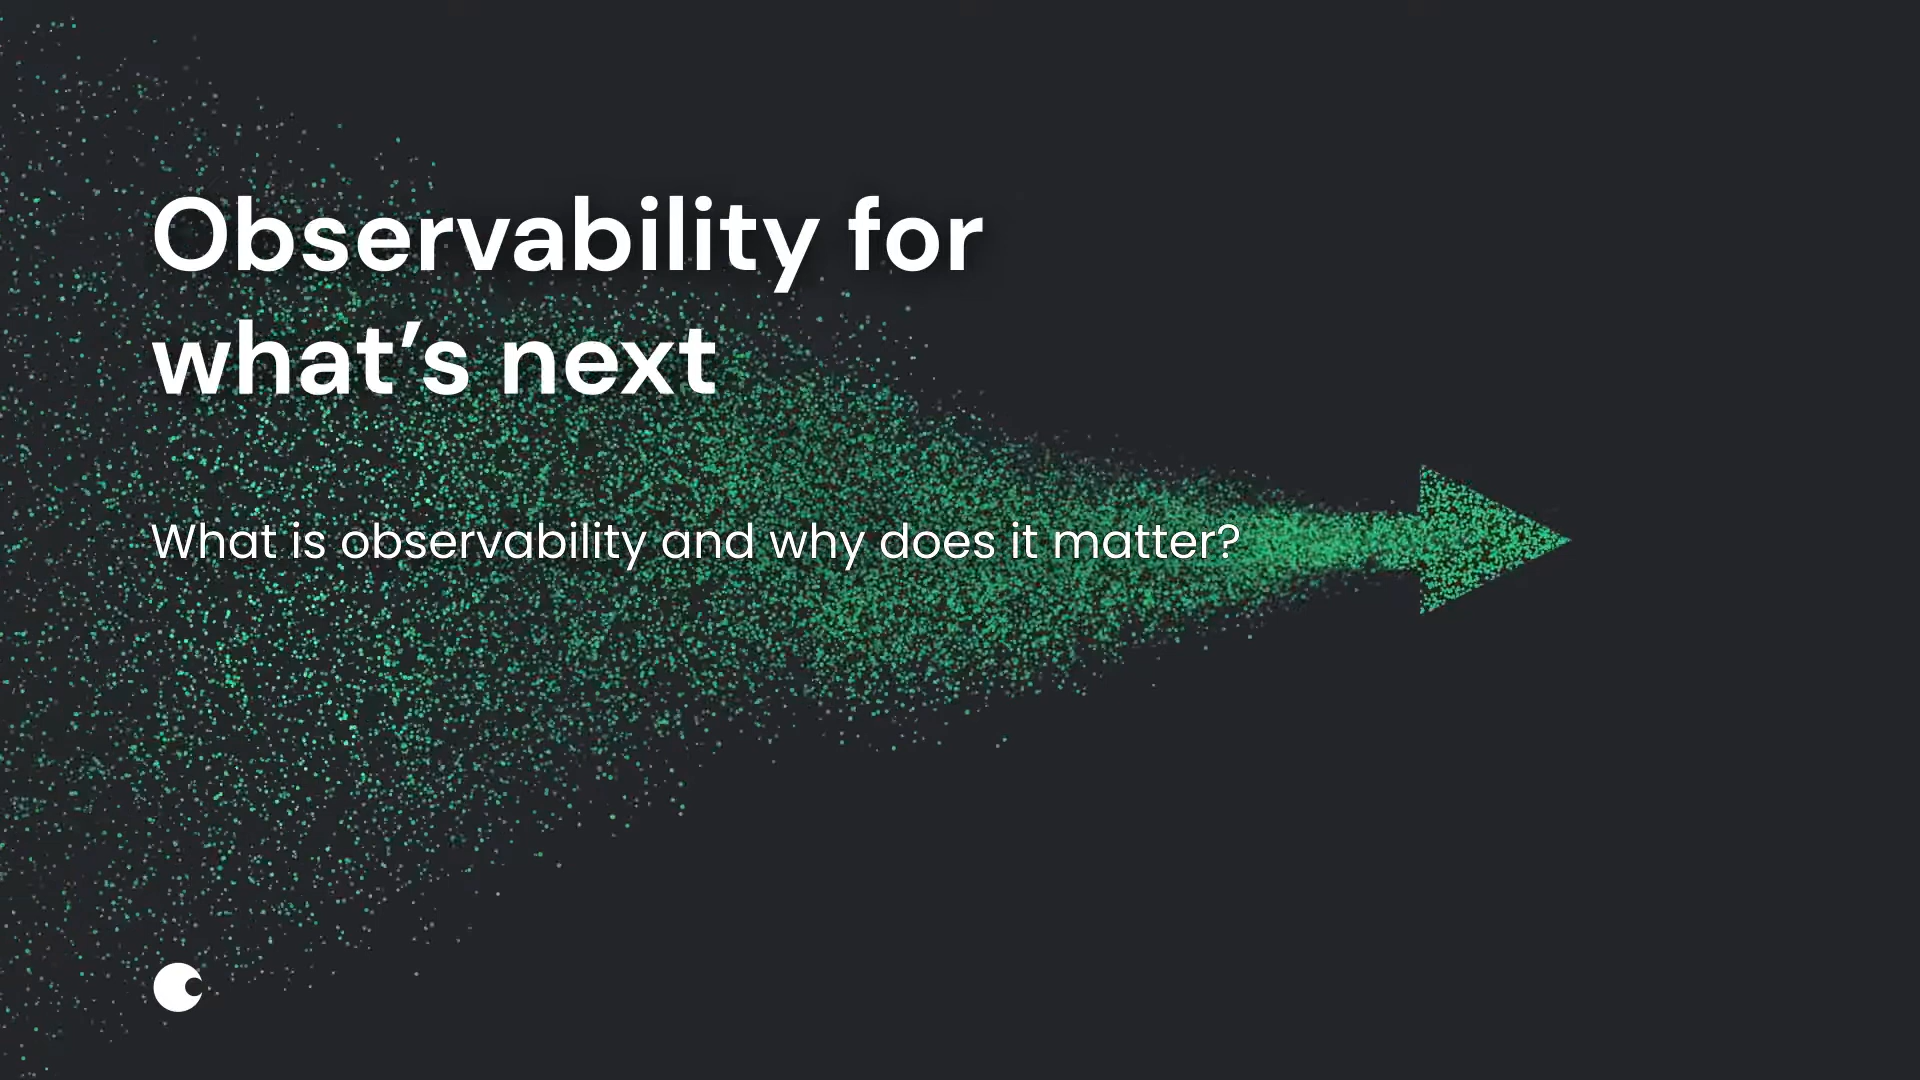 Observability for
what’s next
What is observability and why does it matter?